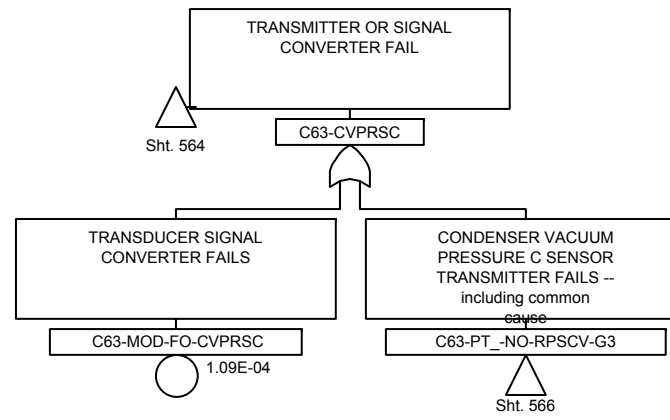 TRANSMITTER OR SIGNAL
CONVERTER FAIL
Sht. 564
C63-CVPRSC
TRANSDUCER SIGNAL
CONVERTER FAILS
C63-MOD-FO-CVPRSC
1.09E-04
CONDENSER VACUUM
PRESSURE C SENSOR
TRANSMITTER FAILS --
including common
cause
C63-PT_-NO-RPSCV-G3
Sht. 566